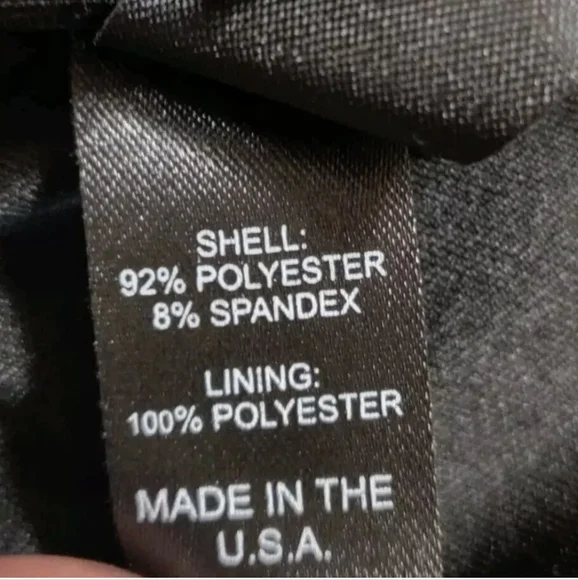 SHELL:
92% POLYESTER
8% SPANDEX
LINING:
100% POLYESTER
MADE IN THE
U.S.A.